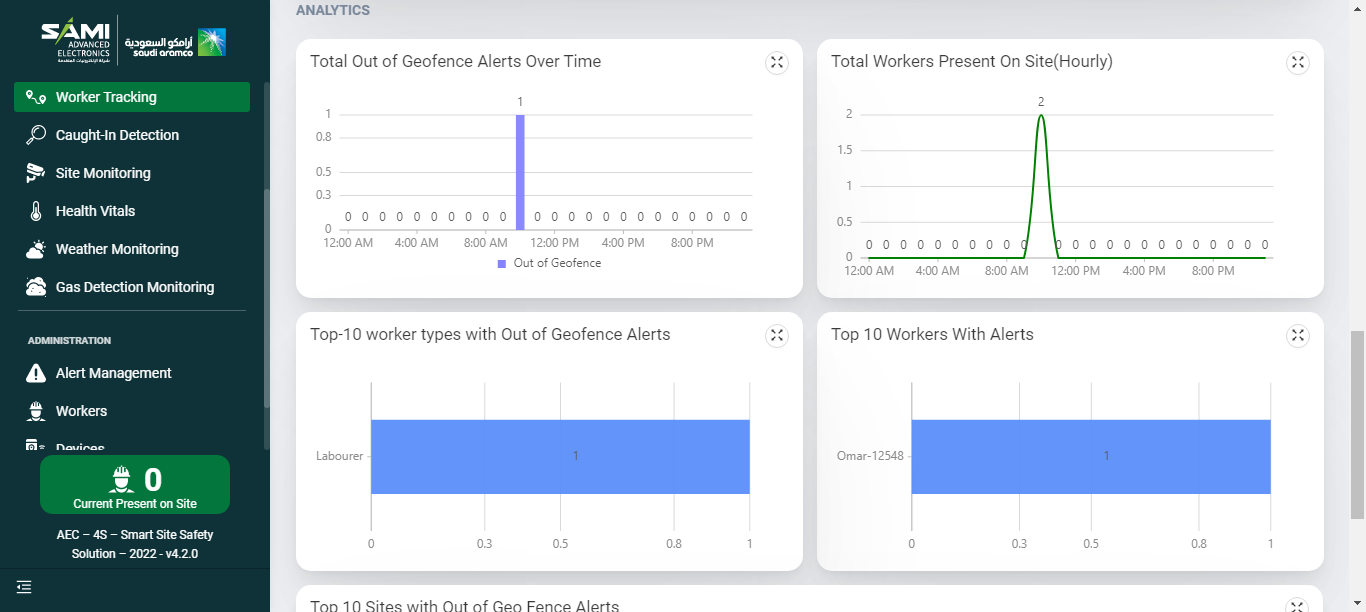 SAMI
ADVANCED
ELECTRONICS
أرامكو السعودية
saudi aramco
Worker Tracking
Caught-In Detection
Site Monitoring
Health Vitals
Weather Monitoring
Gas Detection Monitoring
ADMINISTRATION
Alert Management
Workers
Devices
0
Current Present on Site
AEC – 4S – Smart Site Safety
Solution – 2022 - v4.2.0
ANALYTICS
Total Out of Geofence Alerts Over Time
1
1
0.8
0.5
0.3
0 0 0 0 0 0 0 0 0 0 0 0 0 0 0 0 0 0 0 0 0 0 0
0
12:00 AM 4:00 AM 8:00 AM 12:00 PM 4:00 PM 8:00 PM
Out of Geofence
Total Workers Present On Site(Hourly)
2
2
1.5
1
0.5
0 0 0 0 0 0 0 0 0 0 0 0 0 0 0 0 0 0 0 0 0 0 0
0
12:00 AM 4:00 AM 8:00 AM 12:00 PM 4:00 PM 8:00 PM
Top-10 worker types with Out of Geofence Alerts
Labourer 1
0 0.3 0.5 0.8 1
Top 10 Workers With Alerts
Omar-12548 1
0 0.3 0.5 0.8 1
Top 10 Sites with Out of Geo Fence Alerts